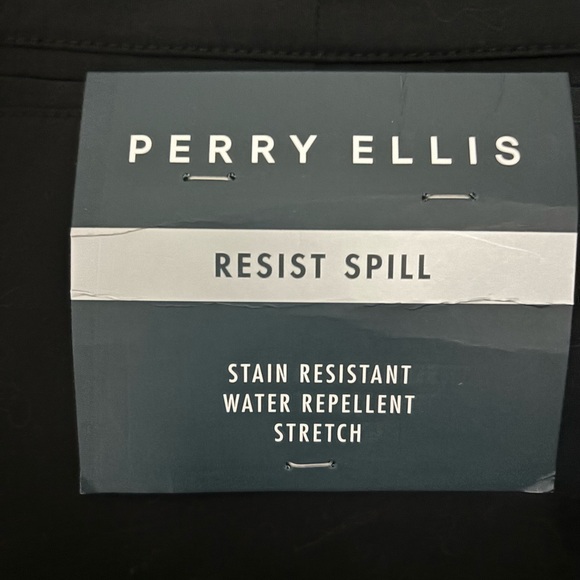 PERRY ELLIS
RESIST SPILL
STAIN RESISTANT
WATER REPELLENT
STRETCH